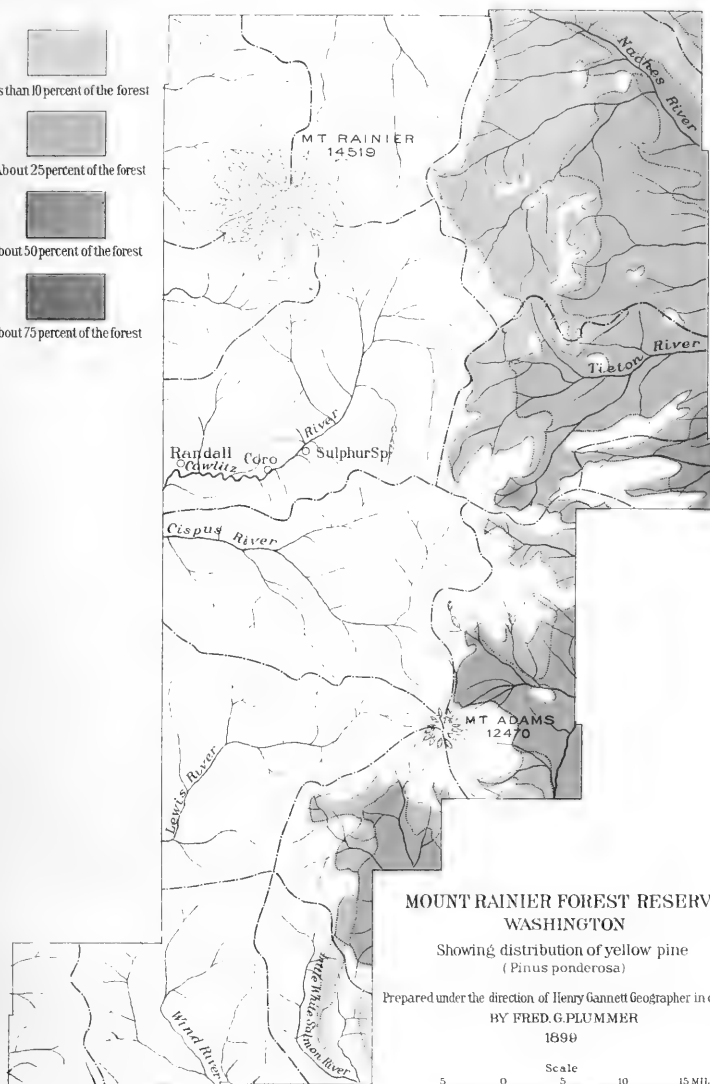 than 10 percent of the forest
about 25 percent of the forest
about 50 percent of the forest
about 75 percent of the forest
MT RAINIER
14519
Naches
River
Tieton River
Randall
Coro
River
Sulphur Sp
Cowlitz
Cispus River
MT ADAMS
12470
Lewis River
Wind River
Little White Salmon River
MOUNT RAINIER FOREST RESERV
WASHINGTON
Showing distribution of yellow pine
(Pinus ponderosa)
Prepared under the direction of Henry Gannett Geographer in c
BY FRED. G. PLUMMER
1899
Scale
5 0 5 10 15 MIL